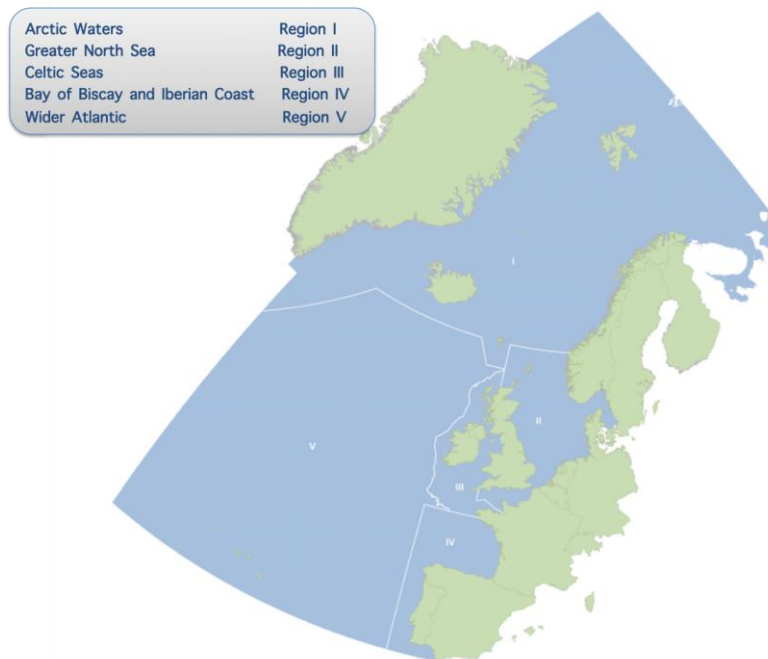 Arctic Waters Region I
Greater North Sea Region II
Celtic Seas Region III
Bay of Biscay and Iberian Coast Region IV
Wider Atlantic Region V
I
II
V
III
IV